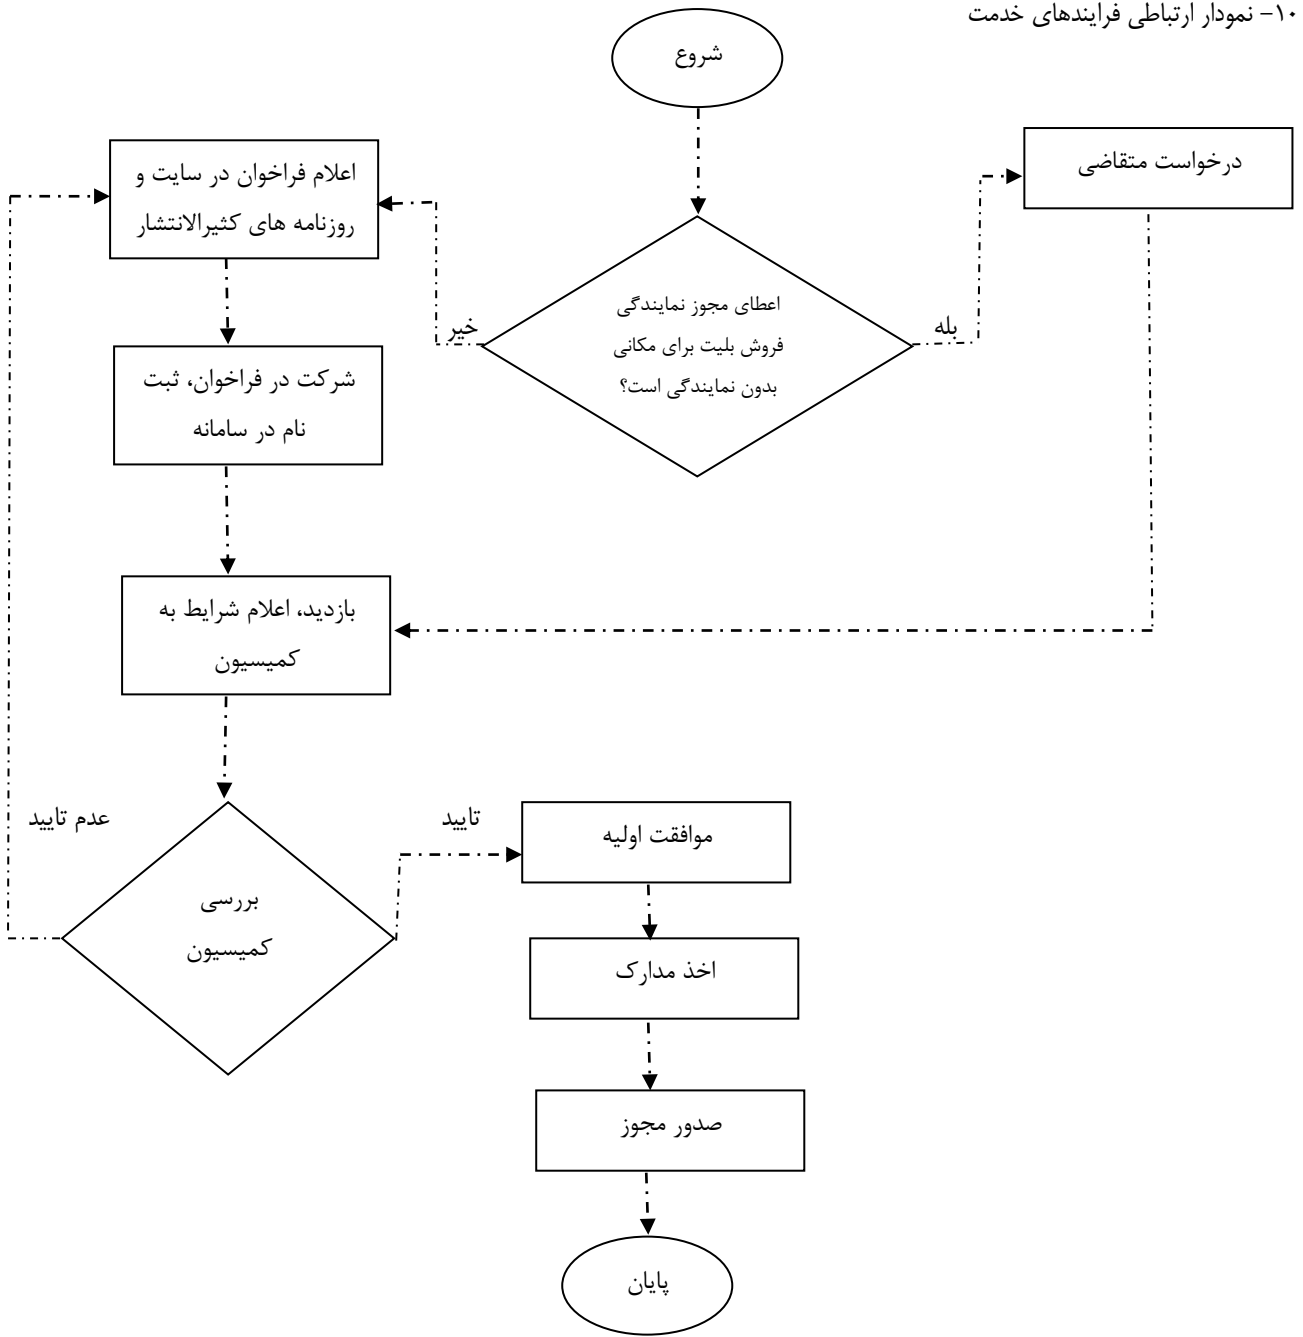 ۱۰- نمودار ارتباطی فرایندهای خدمت
شروع
درخواست متقاضی
اعلام فراخوان در سایت و
روزنامه های کثیرالانتشار
اعطای مجوز نمایندگی
فروش بلیت برای مکانی
بدون نمایندگی است؟
بله
خیر
شرکت در فراخوان، ثبت
نام در سامانه
بازدید، اعلام شرایط به
کمیسیون
عدم تایید
تایید
بررسی
کمیسیون
موافقت اولیه
اخذ مدارک
صدور مجوز
پایان